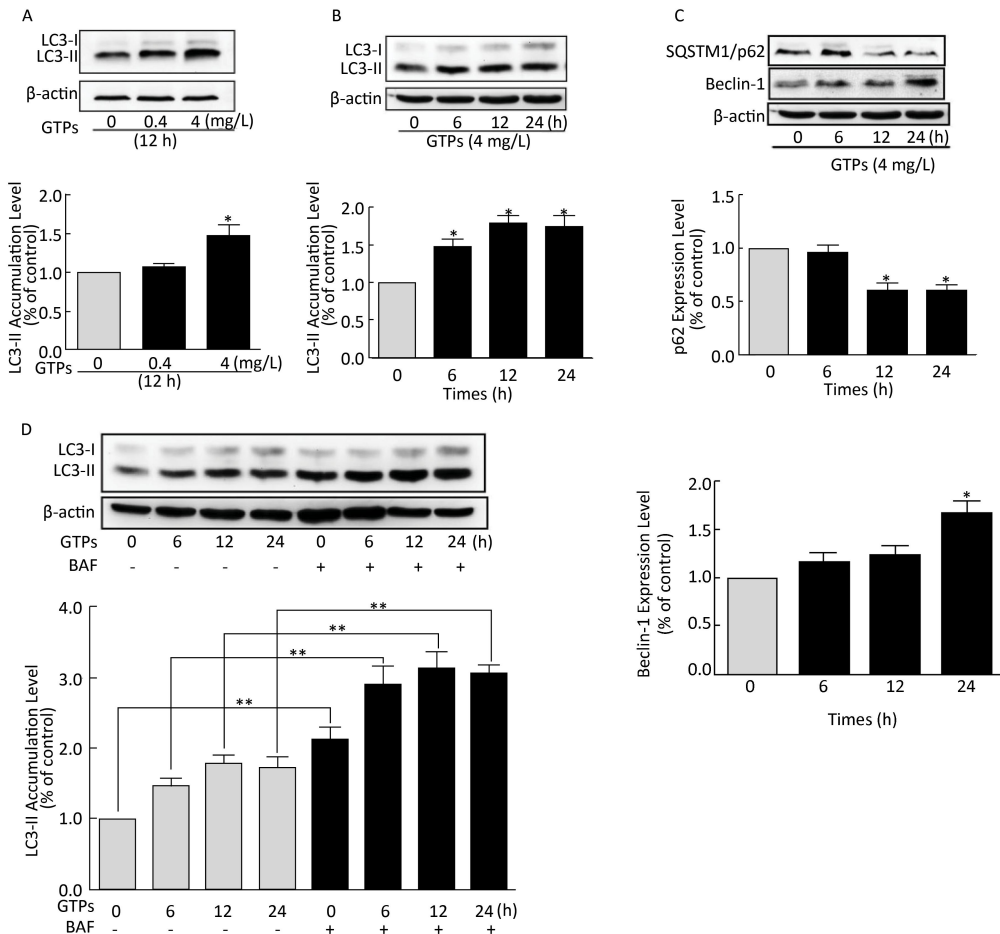 A
LC3-I
LC3-II
β-actin
0 0.4 4 (mg/L)
GTPs
(12 h)
LC3-II Accumulation Level
(% of control)
2.0
1.5
1.0
0.5
0.0
*
0 0.4 4 (mg/L)
GTPs
(12 h)
B
LC3-I
LC3-II
β-actin
0 6 12 24 (h)
GTPs (4 mg/L)
LC3-II Accumulation Level
(% of control)
2.0
1.5
1.0
0.5
0.0
* * *
0 6 12 24
Times (h)
C
SQSTM1/p62
Beclin-1
β-actin
0 6 12 24 (h)
GTPs (4 mg/L)
p62 Expression Level
(% of control)
1.5
1.0
0.5
0.0
* *
0 6 12 24
Times (h)
Beclin-1 Expression Level
(% of control)
2.0
1.5
1.0
0.5
0.0
*
0 6 12 24
Times (h)
D
LC3-I
LC3-II
β-actin
GTPs 0 6 12 24 0 6 12 24 (h)
BAF - - - - + + + +
LC3-II Accumulation Level
(% of control)
4.0
3.0
2.0
1.0
0.0
**
**
**
**
GTPs 0 6 12 24 0 6 12 24 (h)
BAF - - - - + + + +